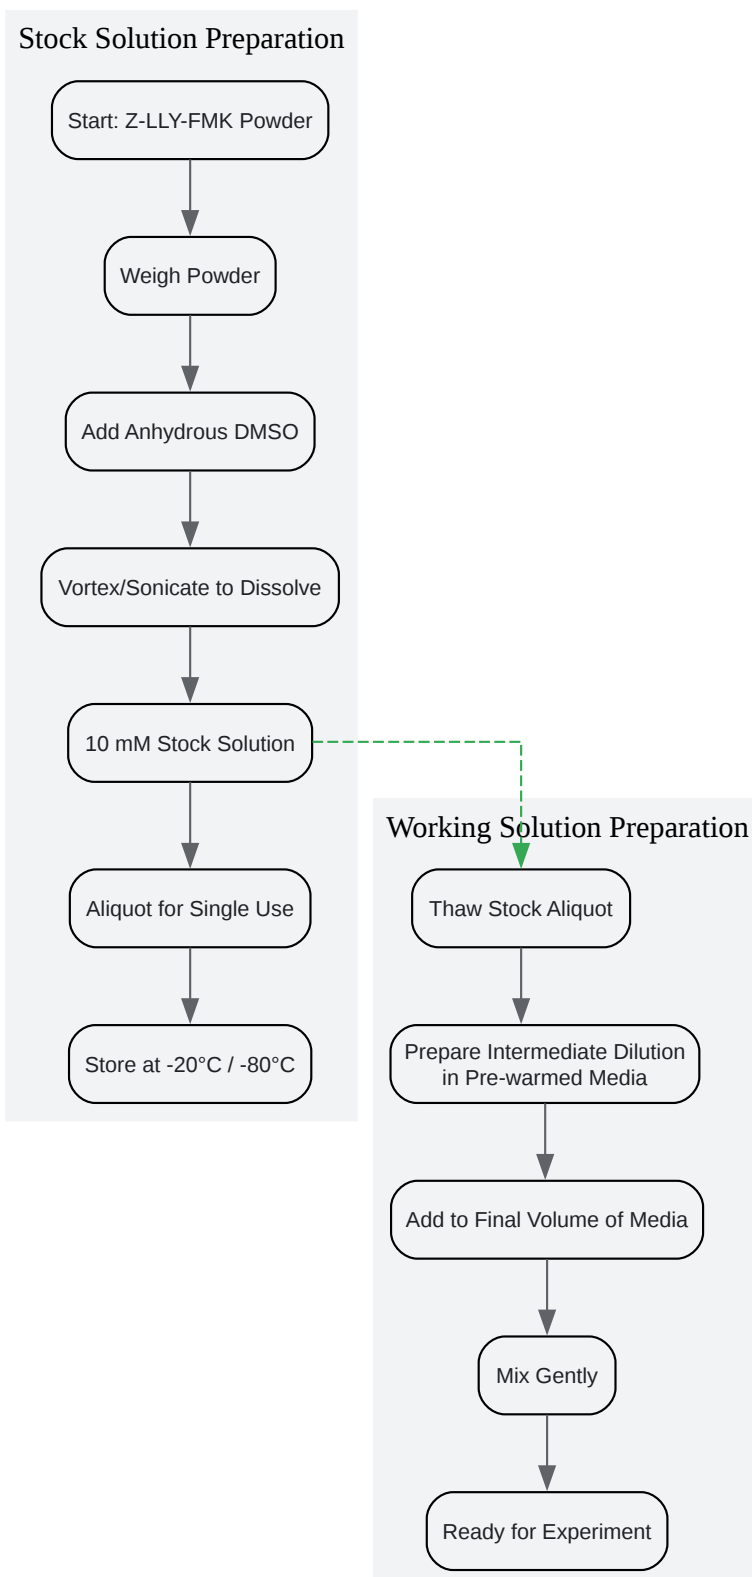 Stock Solution Preparation
Start: Z-LLY-FMK Powder
Weigh Powder
Add Anhydrous DMSO
Vortex/Sonicate to Dissolve
10 mM Stock Solution
Aliquot for Single Use
Store at -20°C / -80°C
Working Solution Preparation
Thaw Stock Aliquot
Prepare Intermediate Dilution
in Pre-warmed Media
Add to Final Volume of Media
Mix Gently
Ready for Experiment